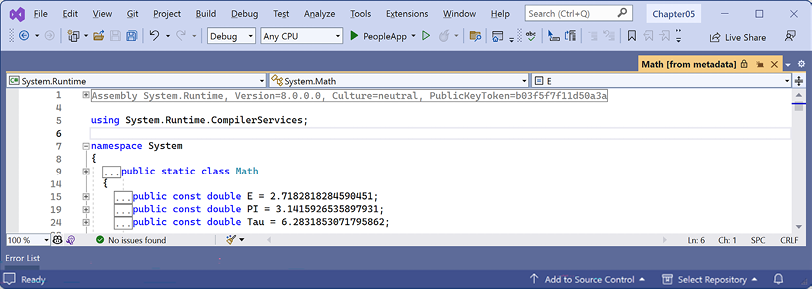 File Edit View Git Project Build Debug
Test Analyze Tools Extensions Window Help Search (Ctrl+Q) Chapter05
Debug Any CPU PeopleApp Live Share
Math [from metadata]
System.Runtime System.Math E
1 Assembly System.Runtime, Version=8.0.0.0, Culture=neutral, PublicKeyToken=b03f5f7f11d50a3a
5 using System.Runtime.CompilerServices;
6
7 namespace System
8 {
9 ...public static class Math
14 {
15 ...public const double E = 2.7182818284590451;
19 ...public const double PI = 3.1415926535897931;
24 ...public const double Tau = 6.2831853071795862;
100 % No issues found Ln: 6 Ch: 1 SPC CRLF
Error List
Ready Add to Source Control Select Repository